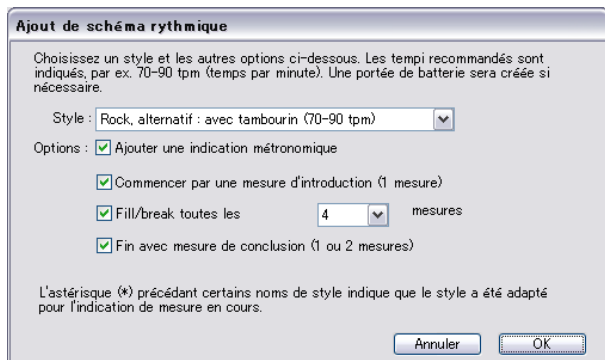 Ajout de schéma rythmique
Choisissez un style et les autres options ci-dessous. Les tempi recommandés sont
indiqués, par ex. 70-90 tpm (temps par minute). Une portée de batterie sera créée si
nécessaire.
Style : Rock, alternatif : avec tambourin (70-90 tpm)
Options : Ajouter une indication métronomique
Commencer par une mesure d'introduction (1 mesure)
Fill/break toutes les 4 mesures
Fin avec mesure de conclusion (1 ou 2 mesures)
L'astérisque (*) précédant certains noms de style indique que le style a été adapté
pour l'indication de mesure en cours.
Annuler OK